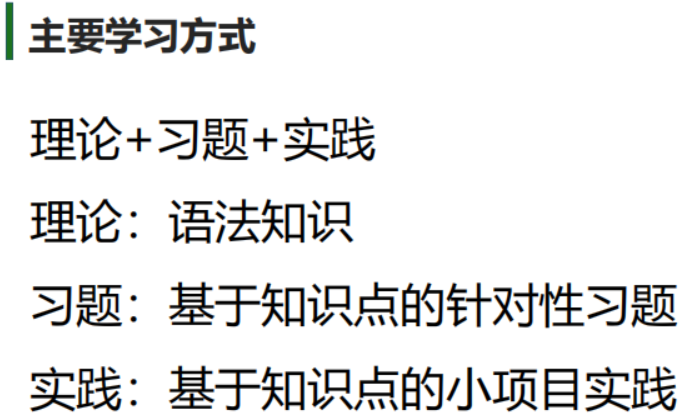 主要学习方式
理论+习题+实践
理论：语法知识
习题：基于知识点的针对性习题
实践：基于知识点的小项目实践